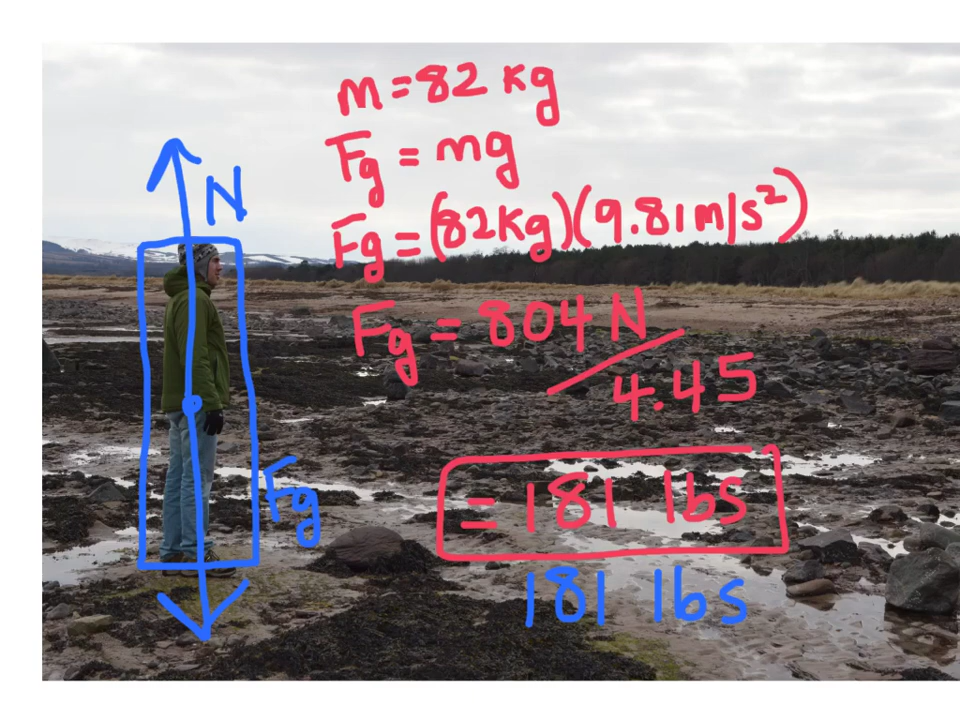 m = 82 kg
Fg = mg
N
Fg = (82kg)(9.81m/s²)
Fg = 804 N
/ 4.45
Fg
= 181 lbs
181 lbs